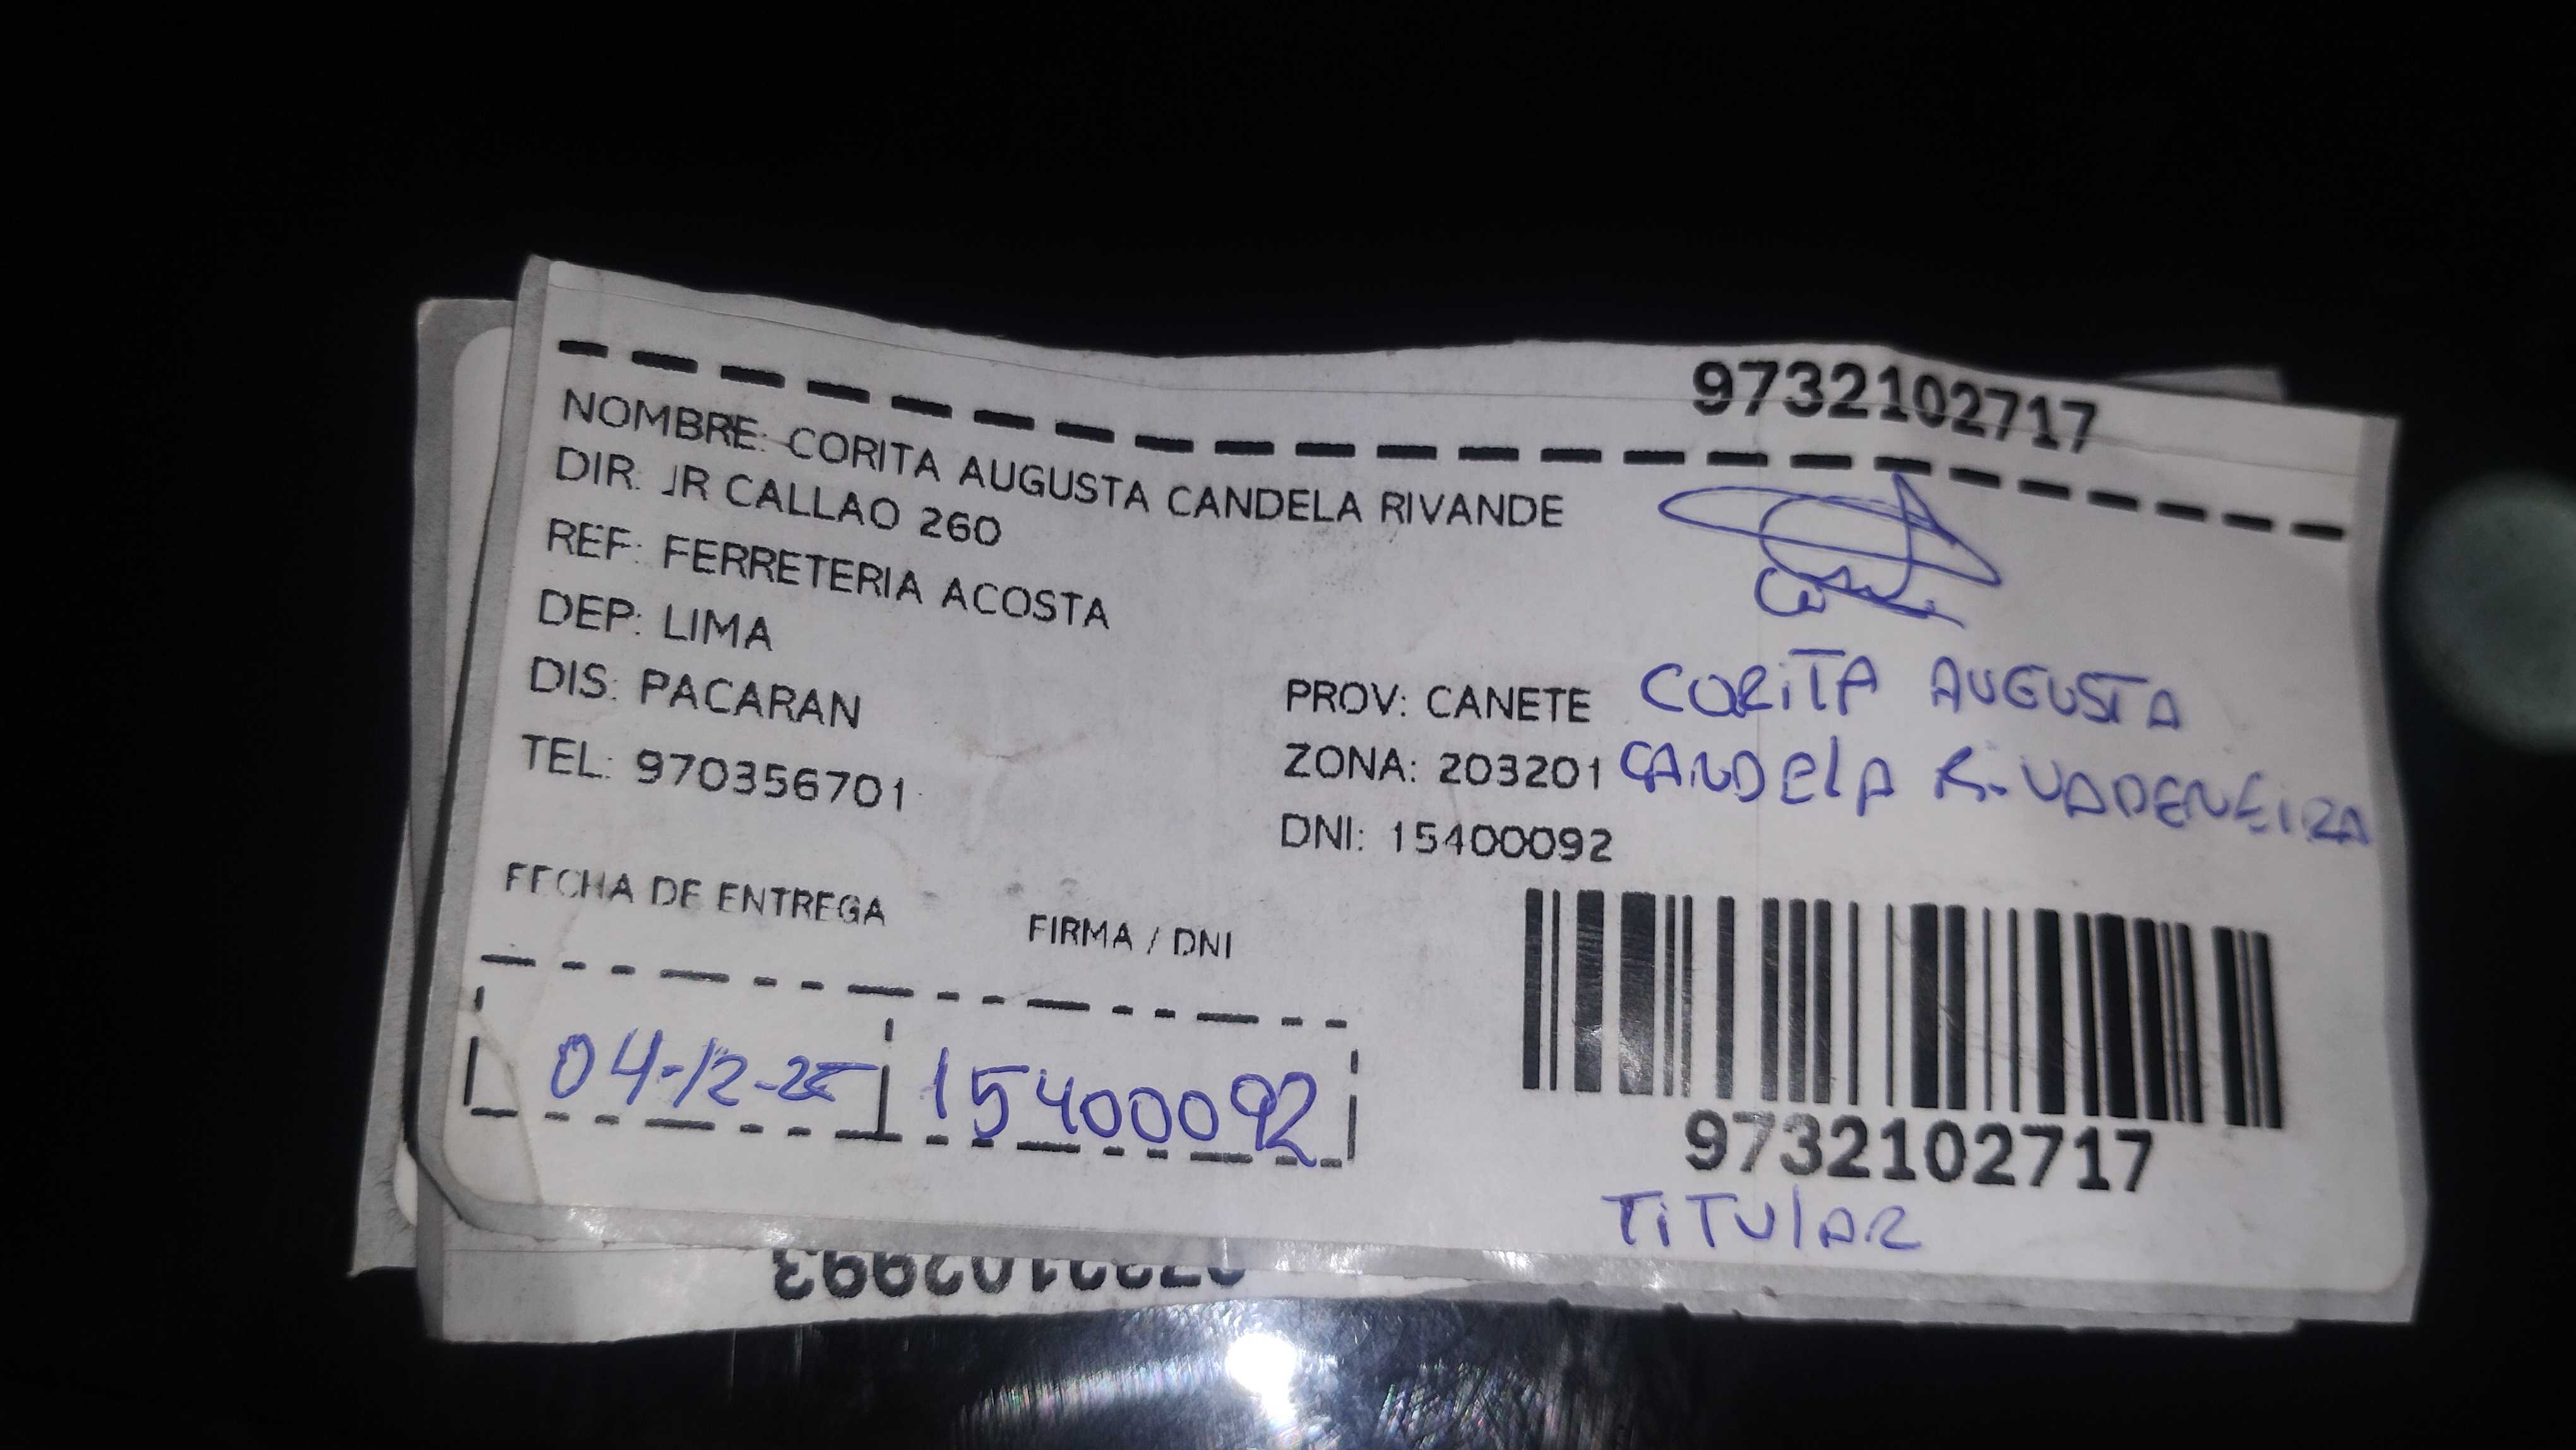 9732102717
NOMBRE: CORITA AUGUSTA CANDELA RIVANDE
DIR: JR CALLAO 260
REF: FERRETERIA ACOSTA
DEP: LIMA
DIS: PACARAN
PROV: CANETE
CORITA AUGUSTA
TEL: 970356701
ZONA: 203201
CANDELA RIVADENEIRA
DNI: 15400092
FECHA DE ENTREGA
FIRMA / DNI
04-12-25
15400092
9732102717
TITULAR
9732102993